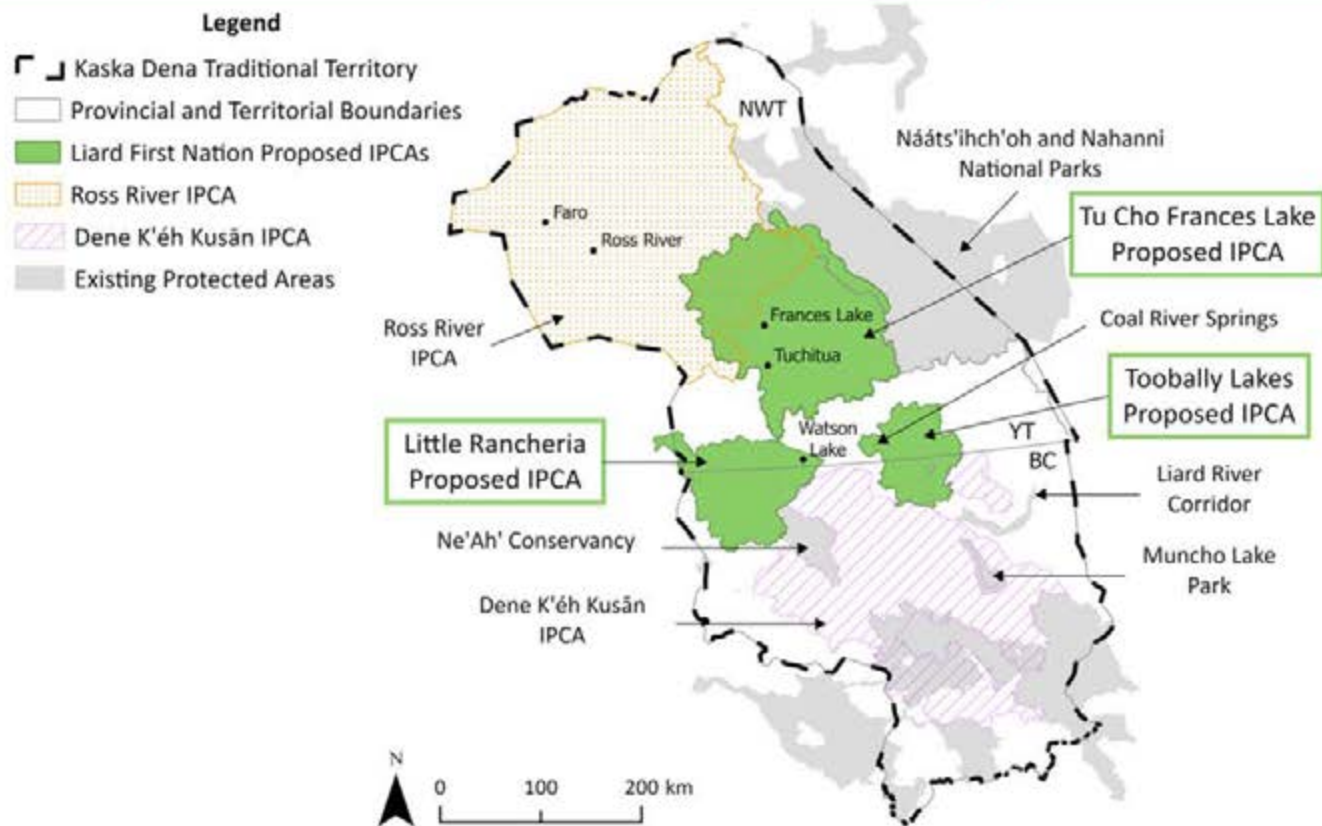 Legend
Kaska Dena Traditional Territory
Provincial and Territorial Boundaries
Liard First Nation Proposed IPCAs
Ross River IPCA
Dene K'éh Kusān IPCA
Existing Protected Areas
NWT
Nááts'ihch'oh and Nahanni
National Parks
Tu Cho Frances Lake
Proposed IPCA
Faro
Ross River
Ross River
IPCA
Frances Lake
Tuchitua
Coal River Springs
Toobally Lakes
Proposed IPCA
Little Rancheria
Proposed IPCA
Watson
Lake
YT
BC
Liard River
Corridor
Ne'Ah' Conservancy
Muncho Lake
Park
Dene K'éh Kusān
IPCA
N
0 100 200 km